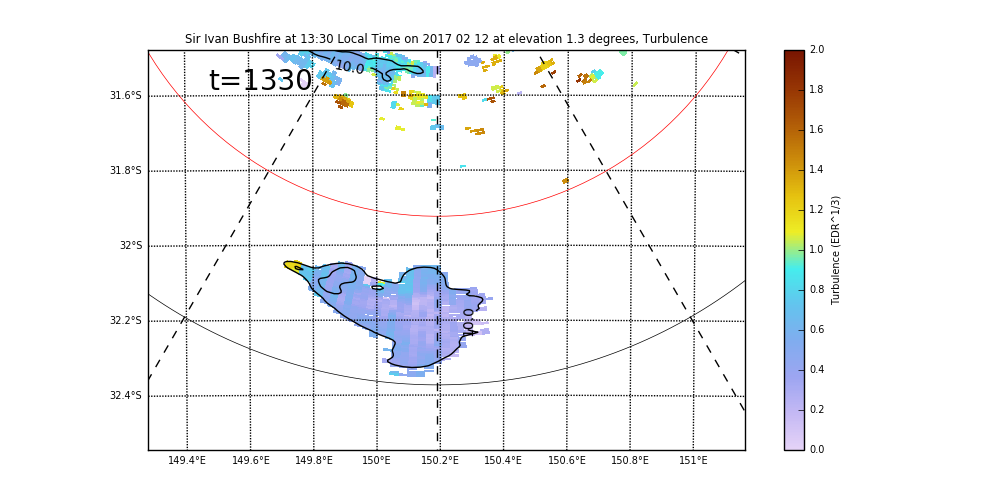 Sir Ivan Bushfire at 13:30 Local Time on 2017 02 12 at elevation 1.3 degrees, Turbulence
t=1330
10.0
10.0
31.6°S
31.8°S
32°S
32.2°S
32.4°S
149.4°E 149.6°E 149.8°E 150°E 150.2°E 150.4°E 150.6°E 150.8°E 151°E
2.0
1.8
1.6
1.4
1.2
1.0
0.8
0.6
0.4
0.2
0.0
Turbulence (EDR^1/3)